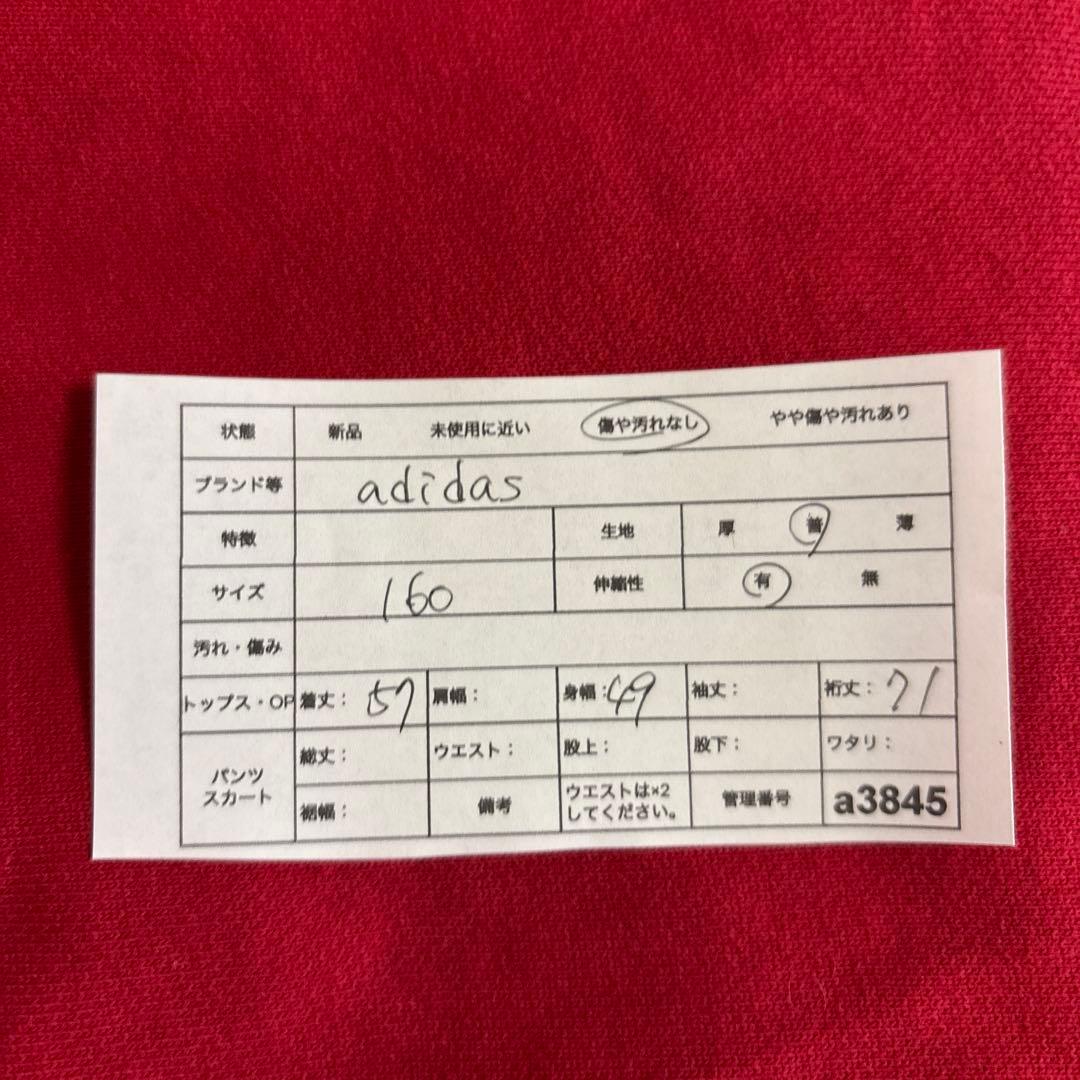 状態 新品 未使用に近い 傷や汚れなし やや傷や汚れあり
ブランド等 adidas
特徴 生地 厚 普 薄
サイズ 160 伸縮性 有 無
汚れ・傷み
トップス・OP 着丈: 57 肩幅: 身幅: 49 袖丈: 裄丈: 71
パンツ
スカート
総丈: ウエスト: 股上: 股下: ワタリ:
裾幅: 備考 ウエストは×2
してください。 管理番号 a3845